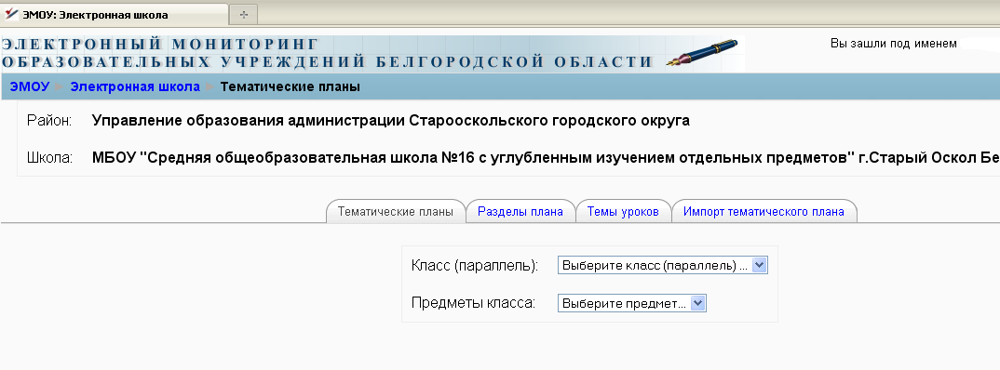 ЭМОУ: Электронная школа
ЭЛЕКТРОННЫЙ МОНИТОРИНГ
ОБРАЗОВАТЕЛЬНЫХ УЧРЕЖДЕНИЙ БЕЛГОРОДСКОЙ ОБЛАСТИ
Вы зашли под именем
ЭМОУ ► Электронная школа ► Тематические планы
Район: Управление образования администрации Старооскольского городского округа
Школа: МБОУ "Средняя общеобразовательная школа №16 с углубленным изучением отдельных предметов" г.Старый Оскол Бе
Тематические планы Разделы плана Темы уроков Импорт тематического плана
Класс (параллель): Выберите класс (параллель) ...
Предметы класса: Выберите предмет...